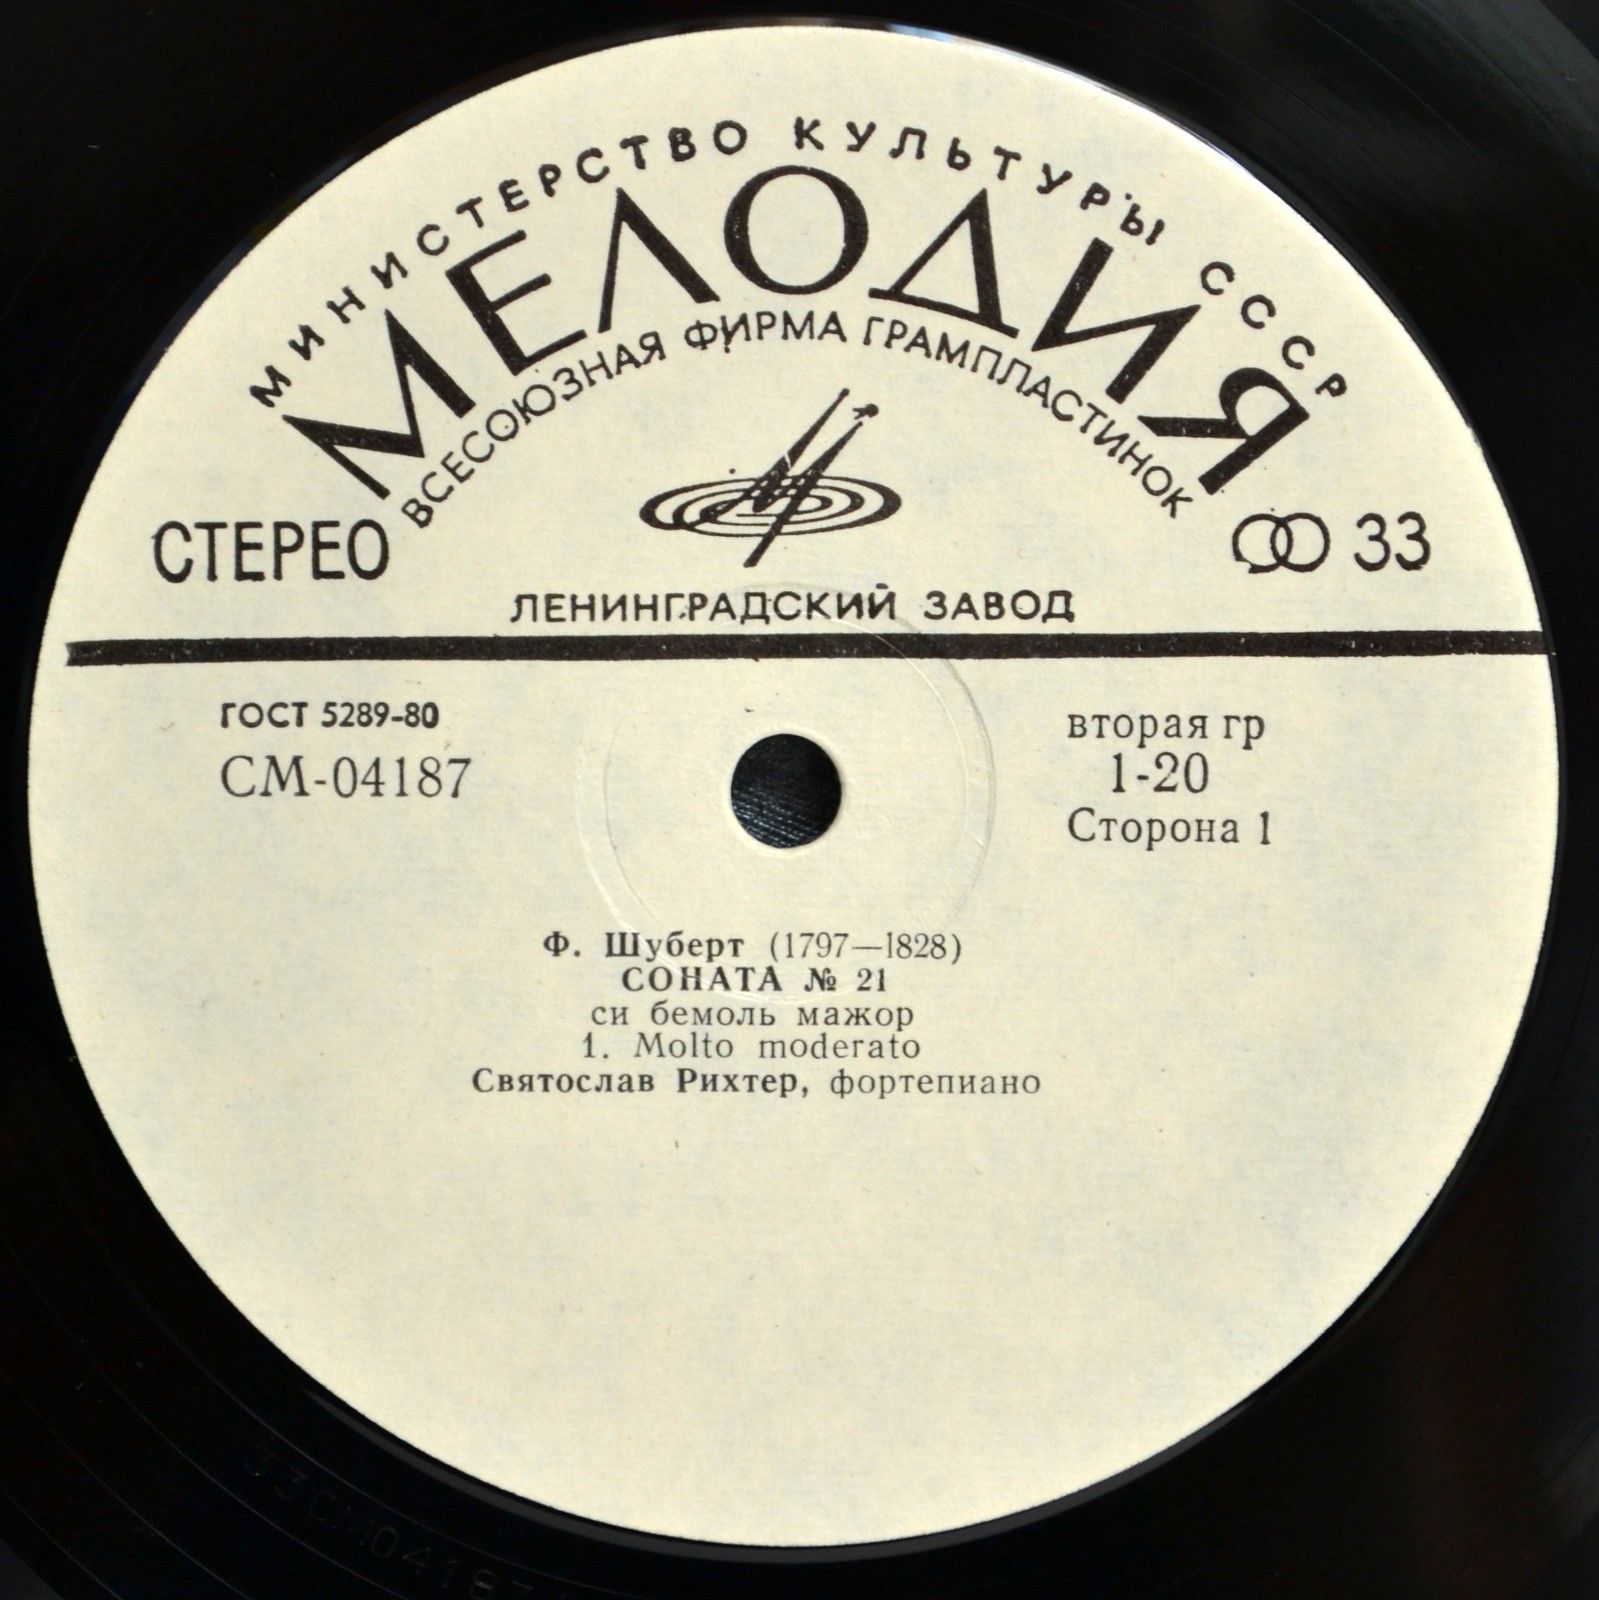 МИНИСТЕРСТВО КУЛЬТУРЫ СССР
МЕЛОДИЯ
ВСЕСОЮЗНАЯ ФИРМА ГРАМПЛАСТИНОК
СТЕРЕО
33
ЛЕНИНГРАДСКИЙ ЗАВОД
ГОСТ 5289-80
СМ-04187
вторая гр
1-20
Сторона 1
Ф. Шуберт (1797—1828)
СОНАТА № 21
си бемоль мажор
1. Molto moderato
Святослав Рихтер, фортепиано
33СМ04187